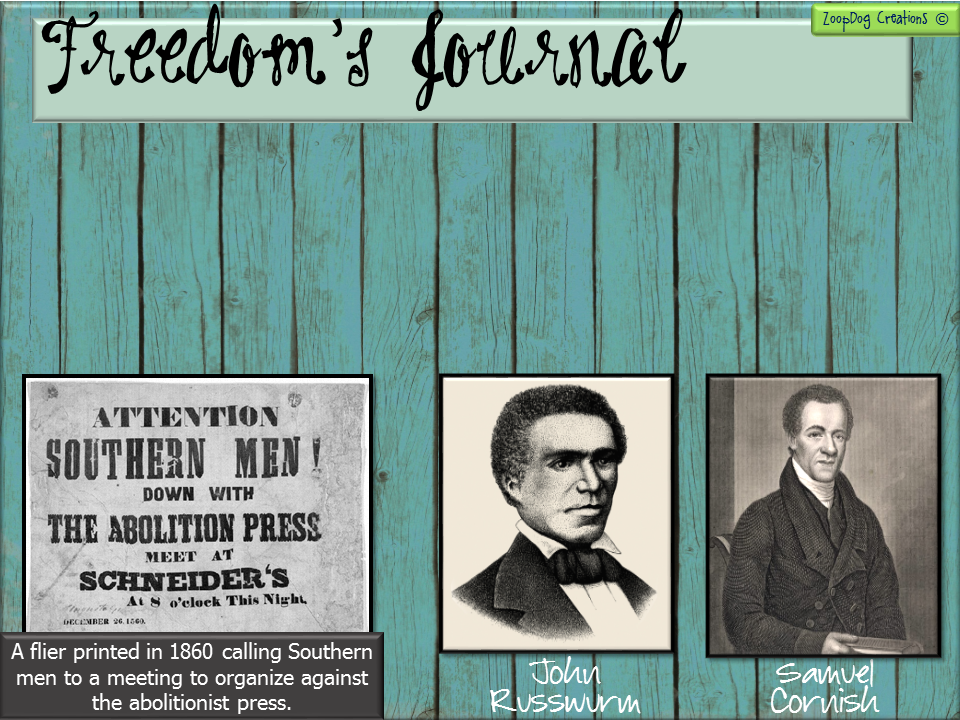 ZoopDog Creations ©
Freedom's Journal
ATTENTION
SOUTHERN MEN!
DOWN WITH
THE ABOLITION PRESS
MEET AT
SCHNEIDER'S
At 8 o'clock This Night,
DECEMBER 26, 1860.
A flier printed in 1860 calling Southern
men to a meeting to organize against
the abolitionist press.
John
Russwurm
Samuel
Cornish